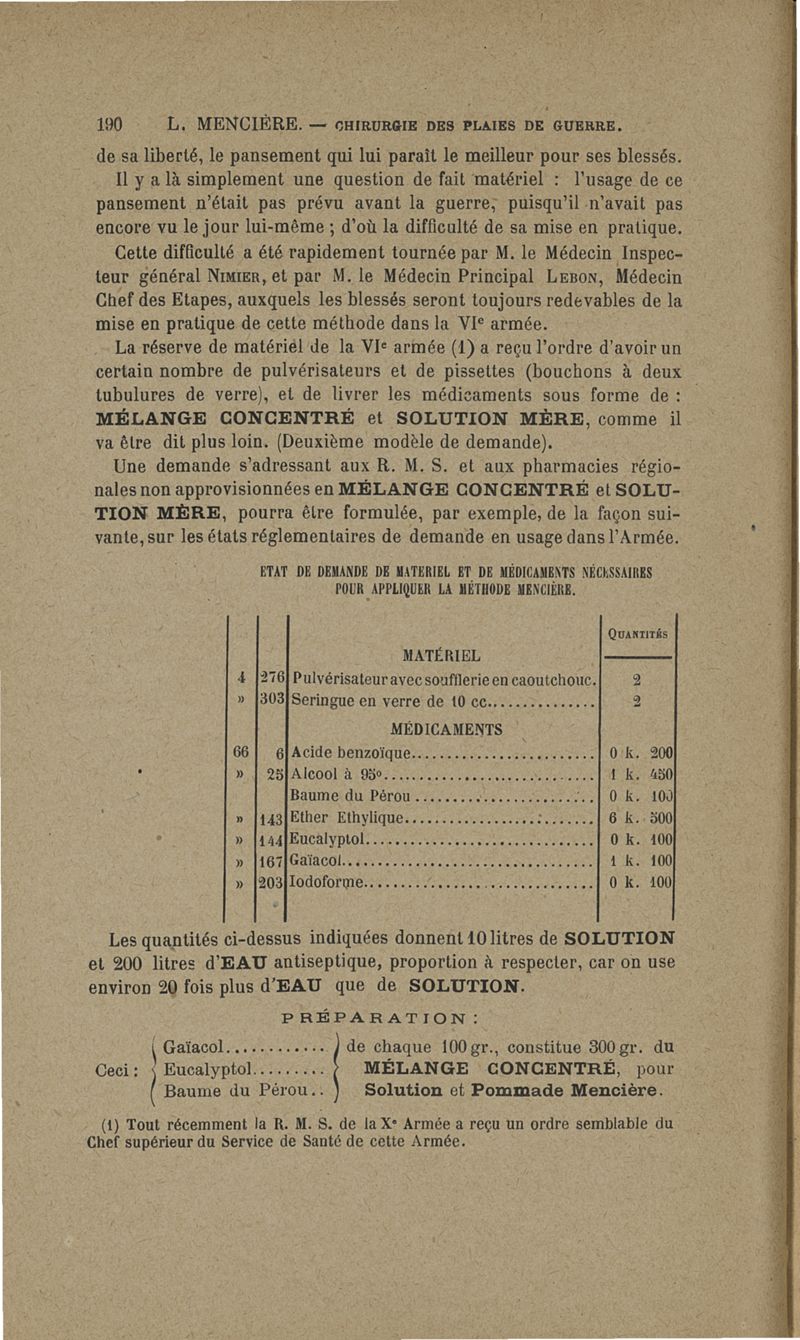 190 L. MENCIÈRE. — CHIRURGIE DES PLAIES DE GUERRE.
de sa liberté, le pansement qui lui paraît le meilleur pour ses blessés.
Il y a là simplement une question de fait matériel : l'usage de ce
pansement n'était pas prévu avant la guerre, puisqu'il n'avait pas
encore vu le jour lui-même ; d'où la difficulté de sa mise en pratique.
Cette difficulté a été rapidement tournée par M. le Médecin Inspec-
teur général NIMIER, et par M. le Médecin Principal LEBON, Médecin
Chef des Etapes, auxquels les blessés seront toujours redevables de la
mise en pratique de cette méthode dans la VIe armée.
La réserve de matériel de la VIe armée (1) a reçu l'ordre d'avoir un
certain nombre de pulvérisateurs et de pissettes (bouchons à deux
tubulures de verre), et de livrer les médicaments sous forme de :
MÉLANGE CONCENTRÉ et SOLUTION MÈRE, comme il
va être dit plus loin. (Deuxième modèle de demande).
Une demande s'adressant aux R. M. S. et aux pharmacies régio-
nales non approvisionnées en MÉLANGE CONCENTRÉ et SOLU-
TION MÈRE, pourra être formulée, par exemple, de la façon sui-
vante, sur les états réglementaires de demande en usage dans l'Armée.
ETAT DE DEMANDE DE MATERIEL ET DE MÉDICAMENTS NÉCESSAIRES
POUR APPLIQUER LA MÉTHODE MENCIÈRE.
QUANTITÉS
MATÉRIEL
4 276 Pulvérisateur avec soufflerie en caoutchouc. 2
» 303 Seringue en verre de 10 cc............... 2
MÉDICAMENTS
66 6 Acide benzoïque.......................... 0 k. 200
» 25 Alcool à 95°.............................. 1 k. 450
Baume du Pérou .......................... 0 k. 100
» 143 Ether Ethylique........................... 6 k. 500
» 144 Eucalyptol................................ 0 k. 100
» 167 Gaïacol................................... 1 k. 100
» 203 Iodoforme................................ 0 k. 100
Les quantités ci-dessus indiquées donnent 10 litres de SOLUTION
et 200 litres d'EAU antiseptique, proportion à respecter, car on use
environ 20 fois plus d'EAU que de SOLUTION.
PRÉPARATION :
Gaïacol............ de chaque 100 gr., constitue 300 gr. du
Ceci : Eucalyptol......... MÉLANGE CONCENTRÉ, pour
Baume du Pérou.. Solution et Pommade Mencière.
(1) Tout récemment la R. M. S. de la Xe Armée a reçu un ordre semblable du
Chef supérieur du Service de Santé de cette Armée.